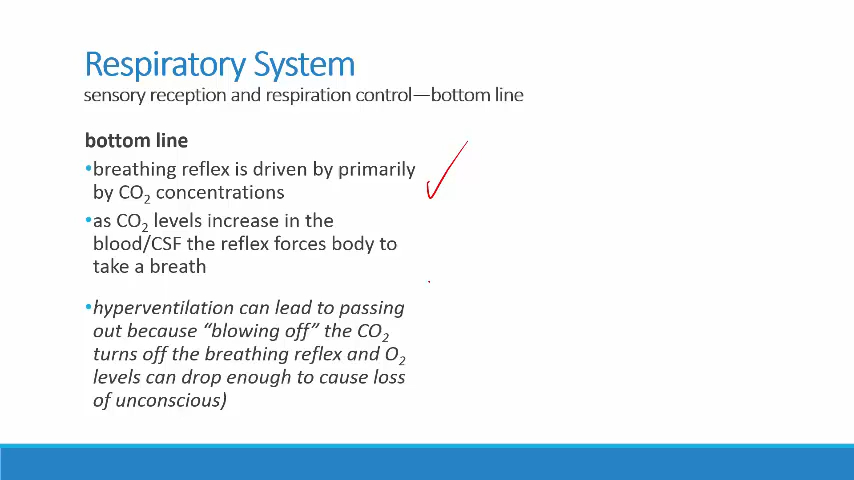 Respiratory System
sensory reception and respiration control—bottom line
bottom line
•breathing reflex is driven by primarily
by CO2 concentrations
•as CO2 levels increase in the
blood/CSF the reflex forces body to
take a breath
•hyperventilation can lead to passing
out because “blowing off” the CO2
turns off the breathing reflex and O2
levels can drop enough to cause loss
of unconscious)